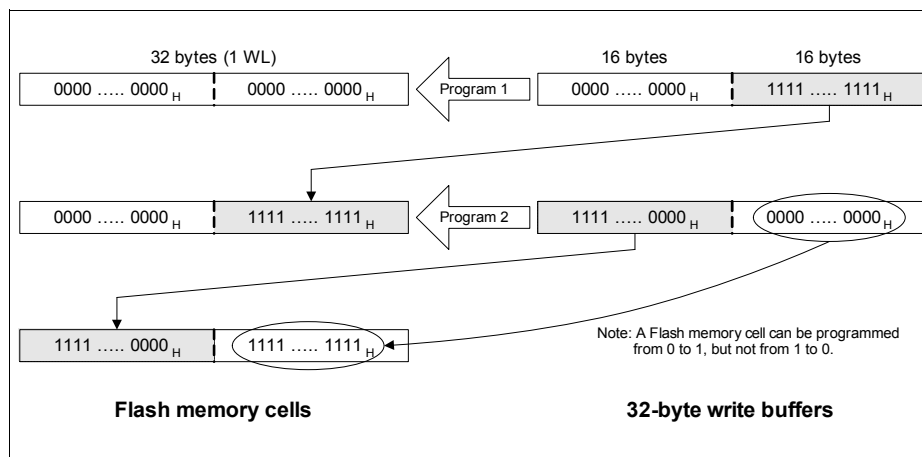 32 bytes (1 WL) 16 bytes 16 bytes
0000 ..... 0000 H 0000 ..... 0000 H Program 1 0000 ..... 0000 H 1111 ..... 1111 H
0000 ..... 0000 H 1111 ..... 1111 H Program 2 1111 ..... 0000 H 0000 ..... 0000 H
1111 ..... 0000 H 1111 ..... 1111 H
Note: A Flash memory cell can be programmed
from 0 to 1, but not from 1 to 0.
Flash memory cells 32-byte write buffers